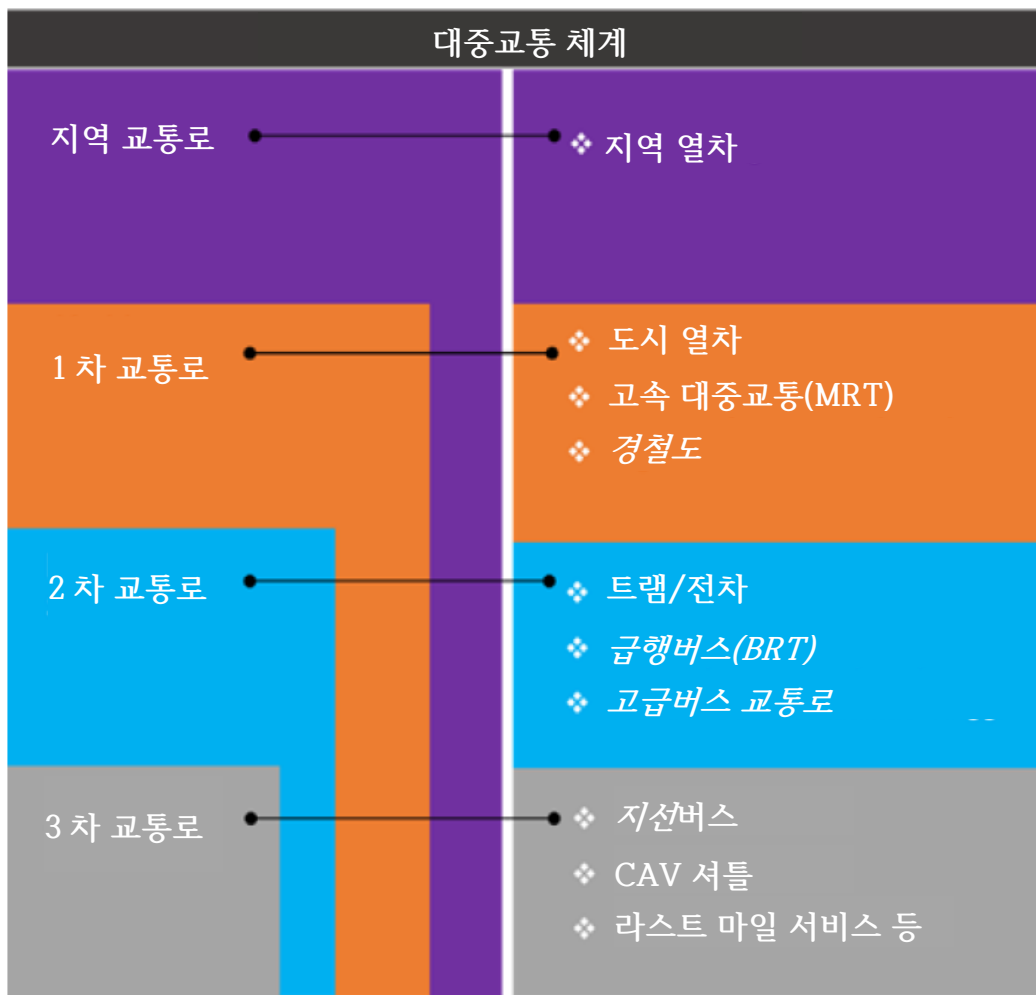 대중교통 체계
지역 교통로
❖ 지역 열차
1차 교통로
❖ 도시 열차
❖ 고속 대중교통(MRT)
❖ 경철도
2차 교통로
❖ 트램/전차
❖ 급행버스(BRT)
❖ 고급버스 교통로
3차 교통로
❖ 지선버스
❖ CAV 셔틀
❖ 라스트 마일 서비스 등